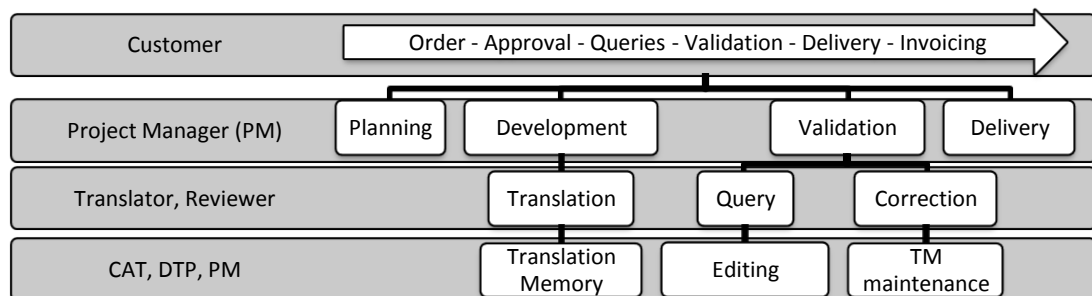 Customer
Order - Approval - Queries - Validation - Delivery - Invoicing
Project Manager (PM)
Planning
Development
Validation
Delivery
Translator, Reviewer
Translation
Query
Correction
CAT, DTP, PM
Translation
Memory
Editing
TM
maintenance